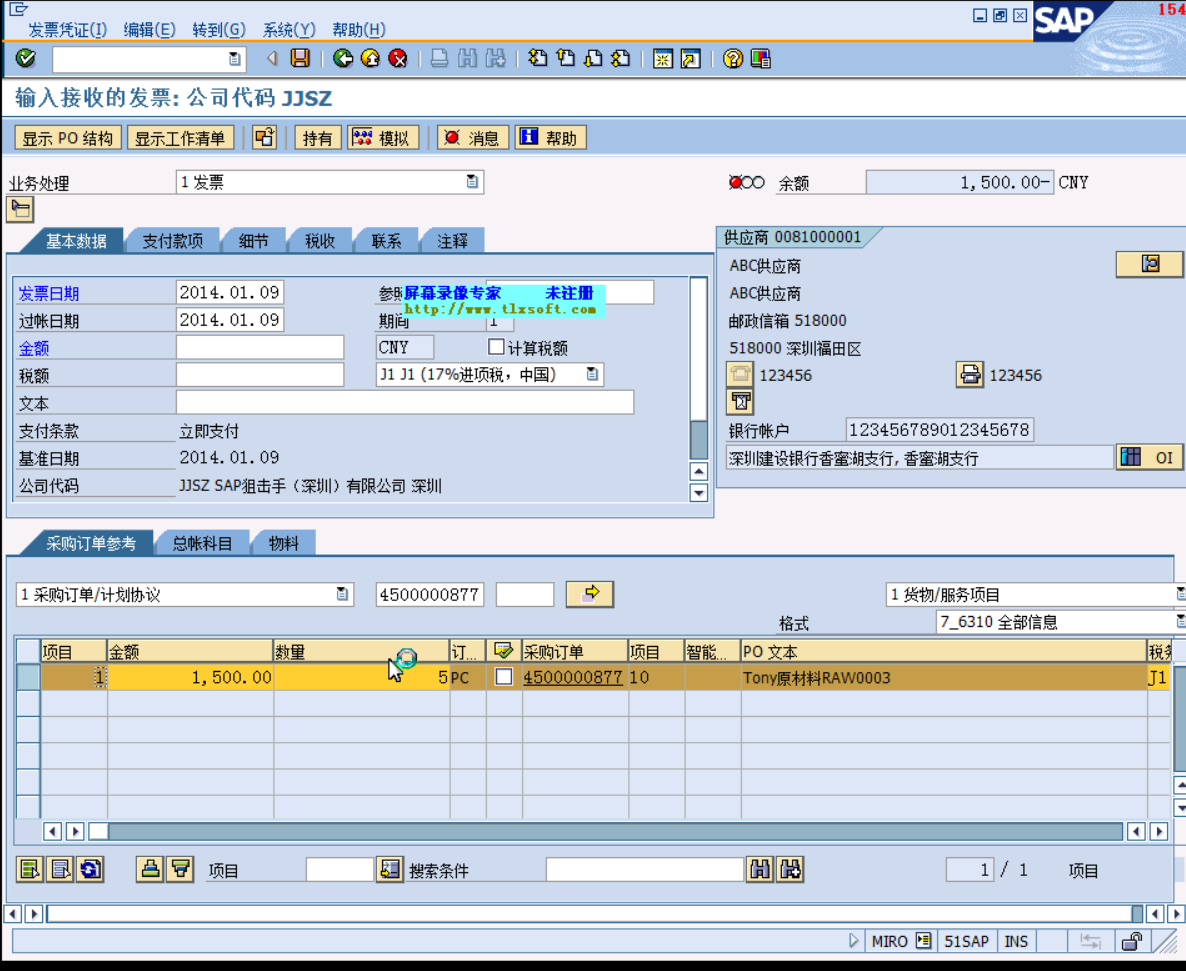 154
发票凭证(I) 编辑(E) 转到(G) 系统(Y) 帮助(H)
SAP
输入接收的发票: 公司代码 JJSZ
显示 PO 结构 显示工作清单 持有 模拟 消息 帮助
业务处理 1 发票 余额 1,500.00- CNY
基本数据 支付款项 细节 税收 联系 注释
发票日期 2014.01.09 参照
屏幕录像专家 未注册
http://www.tlxsoft.com
过帐日期 2014.01.09 期间 1
金额 CNY 计算税额
税额 J1 J1 (17%进项税，中国)
文本
支付条款 立即支付
基准日期 2014.01.09
公司代码 JJSZ SAP狙击手（深圳）有限公司 深圳
供应商 0081000001
ABC供应商
ABC供应商
邮政信箱 518000
518000 深圳福田区
123456 123456
银行帐户 123456789012345678
深圳建设银行香蜜湖支行, 香蜜湖支行 OI
采购订单参考 总帐科目 物料
1 采购订单/计划协议 4500000877 1 货物/服务项目
格式 7_6310 全部信息
项目 金额 数量 订... 采购订单 项目 智能... PO 文本 税务
1 1,500.00 5 PC 4500000877 10 Tony原材料RAW0003 J1
项目 搜索条件 1 / 1 项目
MIRO 51SAP INS